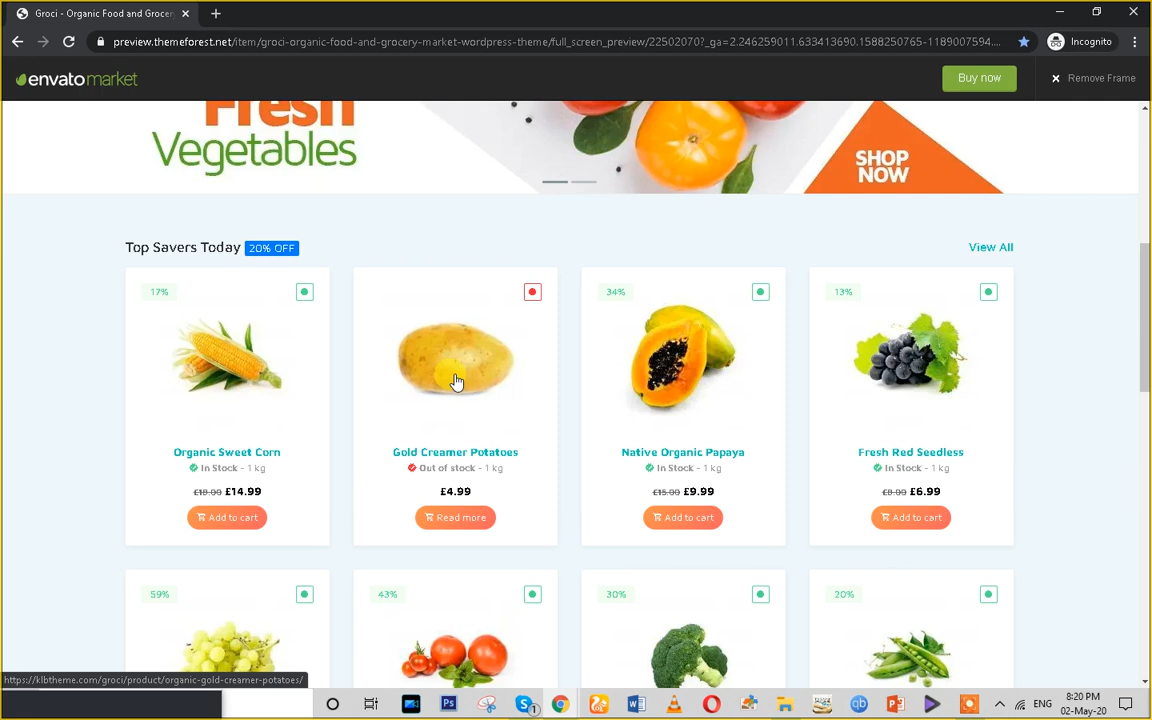 Groci - Organic Food and Grocery
preview.themeforest.net/item/groci-organic-food-and-grocery-market-wordpress-theme/full_screen_preview/22502070?_ga=2.246259011.633413690.1588250765-1189007594....
Incognito
envato market
Buy now
Remove Frame
Fresh
Vegetables
SHOP
NOW
Top Savers Today 20% OFF
View All
17%
34%
13%
Organic Sweet Corn
Gold Creamer Potatoes
Native Organic Papaya
Fresh Red Seedless
In Stock - 1 kg
Out of stock - 1 kg
In Stock - 1 kg
In Stock - 1 kg
£18.00 £14.99
£4.99
£15.00 £9.99
£8.00 £6.99
Add to cart
Read more
Add to cart
Add to cart
59%
43%
30%
20%
https://klbtheme.com/groci/product/organic-gold-creamer-potatoes/
ENG
8:20 PM
02-May-20